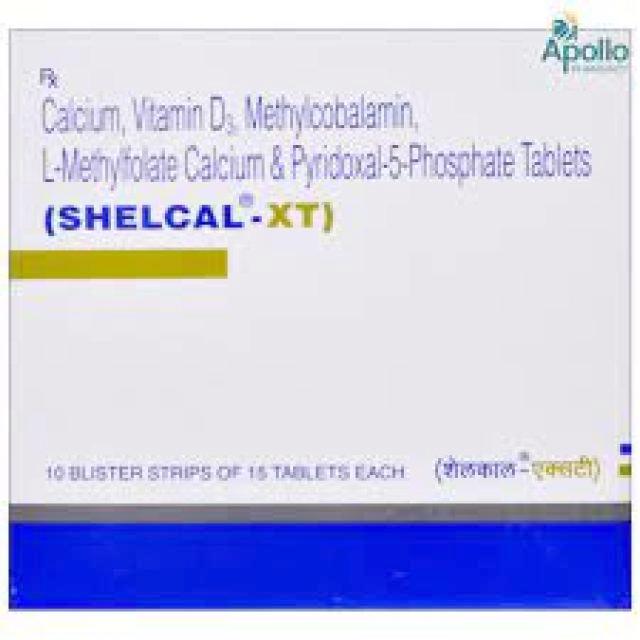 Apollo
Rx
Calcium, Vitamin D3, Methylcobalamin,
L-Methylfolate Calcium & Pyridoxal-5-Phosphate Tablets
(SHELCAL®-XT)
10 BLISTER STRIPS OF 15 TABLETS EACH (शेलकाल®-एक्सटी)